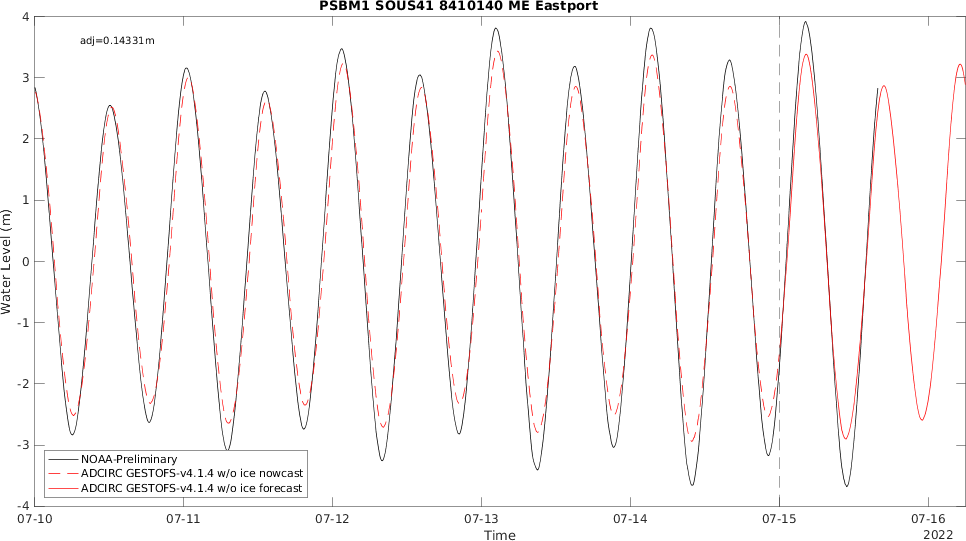 PSBM1 SOUS41 8410140 ME Eastport
adj=0.14331m
Water Level (m)
4
3
2
1
0
-1
-2
-3
-4
NOAA-Preliminary
ADCIRC GESTOFS-v4.1.4 w/o ice nowcast
ADCIRC GESTOFS-v4.1.4 w/o ice forecast
07-10 07-11 07-12 07-13 07-14 07-15 07-16
Time
2022